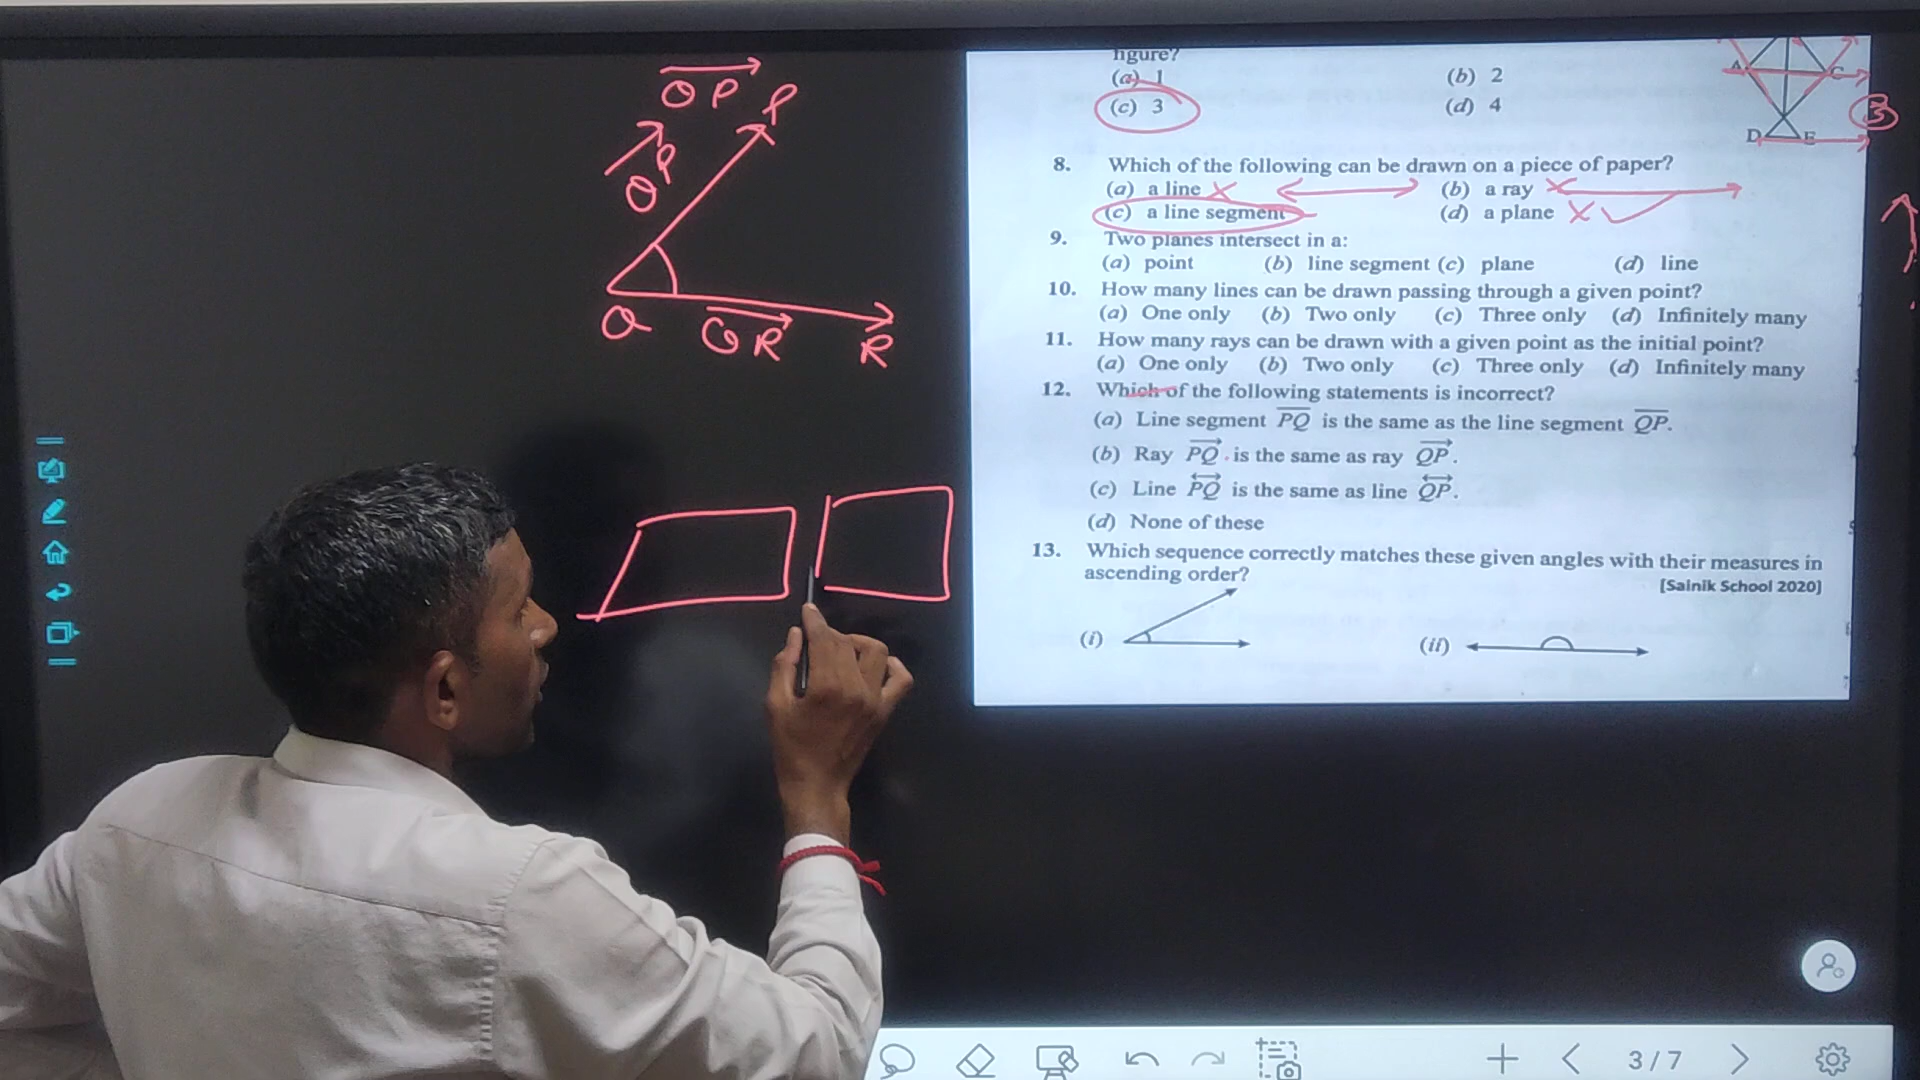 OP
P
OP
O
OR
R
figure?
(a) 1 (b) 2
(c) 3 (d) 4
A C
D E
3
8. Which of the following can be drawn on a piece of paper?
(a) a line (b) a ray
(c) a line segment (d) a plane
9. Two planes intersect in a:
(a) point (b) line segment (c) plane (d) line
10. How many lines can be drawn passing through a given point?
(a) One only (b) Two only (c) Three only (d) Infinitely many
11. How many rays can be drawn with a given point as the initial point?
(a) One only (b) Two only (c) Three only (d) Infinitely many
12. Which of the following statements is incorrect?
(a) Line segment PQ is the same as the line segment QP.
(b) Ray PQ is the same as ray QP.
(c) Line PQ is the same as line QP.
(d) None of these
13. Which sequence correctly matches these given angles with their measures in
ascending order?
[Sainik School 2020]
(i) (ii)
3 / 7